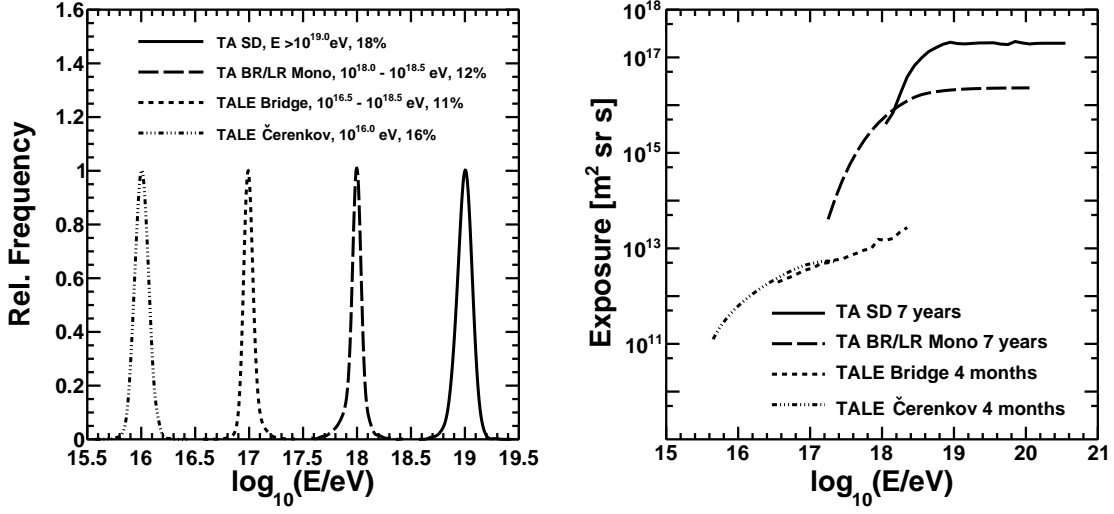 Rel. Frequency
1.6
1.4
1.2
1
0.8
0.6
0.4
0.2
0
TA SD, E >10^19.0 eV, 18%
TA BR/LR Mono, 10^18.0 - 10^18.5 eV, 12%
TALE Bridge, 10^16.5 - 10^18.5 eV, 11%
TALE Čerenkov, 10^16.0 eV, 16%
15.5 16 16.5 17 17.5 18 18.5 19 19.5
log_10(E/eV)
Exposure [m^2 sr s]
10^18
10^17
10^15
10^13
10^11
TA SD 7 years
TA BR/LR Mono 7 years
TALE Bridge 4 months
TALE Čerenkov 4 months
15 16 17 18 19 20 21
log_10(E/eV)